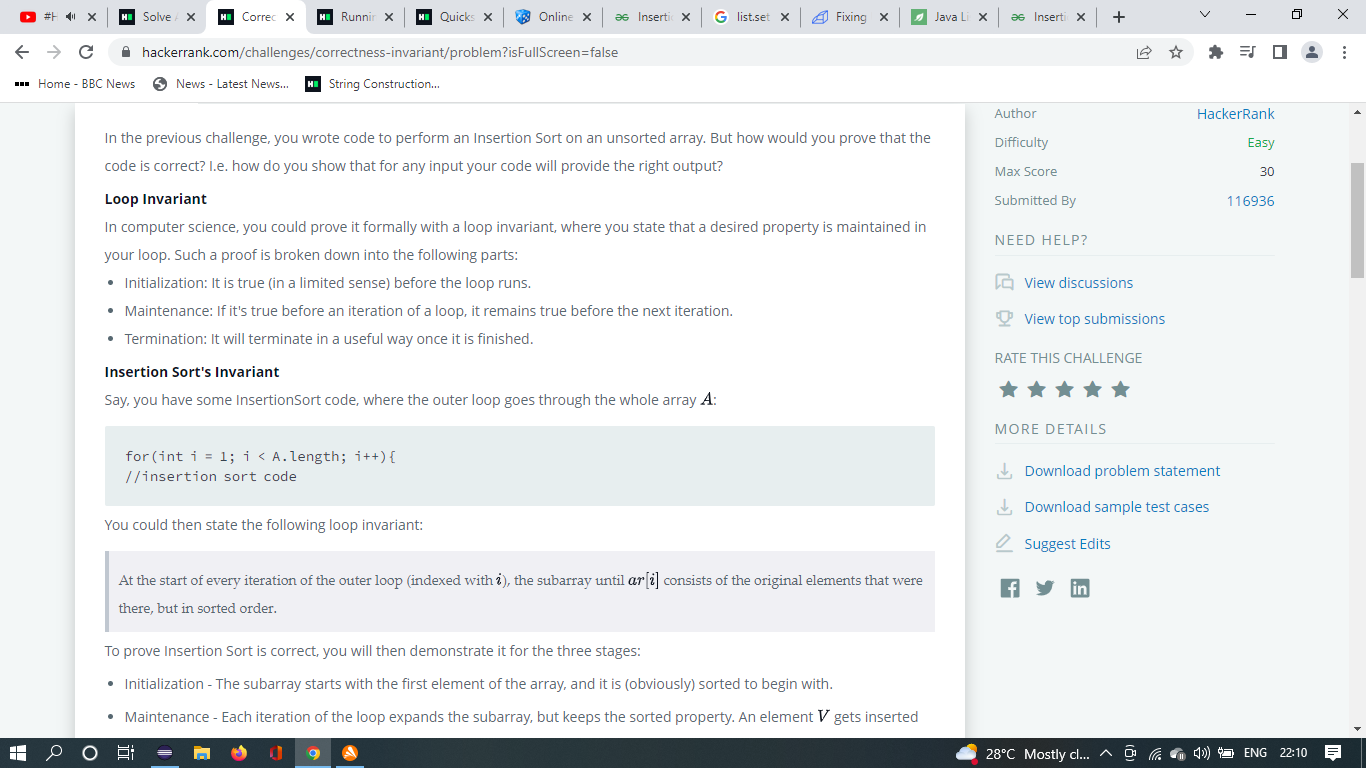 #H
Solve
Correc
Runnin
Quicks
Online
Inserti
list.set
Fixing
Java Li
Inserti
hackerrank.com/challenges/correctness-invariant/problem?isFullScreen=false
Home - BBC News
News - Latest News...
String Construction...
In the previous challenge, you wrote code to perform an Insertion Sort on an unsorted array. But how would you prove that the
code is correct? I.e. how do you show that for any input your code will provide the right output?
Loop Invariant
In computer science, you could prove it formally with a loop invariant, where you state that a desired property is maintained in
your loop. Such a proof is broken down into the following parts:
• Initialization: It is true (in a limited sense) before the loop runs.
• Maintenance: If it's true before an iteration of a loop, it remains true before the next iteration.
• Termination: It will terminate in a useful way once it is finished.
Insertion Sort's Invariant
Say, you have some InsertionSort code, where the outer loop goes through the whole array A:
for(int i = 1; i < A.length; i++){
//insertion sort code
You could then state the following loop invariant:
At the start of every iteration of the outer loop (indexed with i), the subarray until ar[i] consists of the original elements that were
there, but in sorted order.
To prove Insertion Sort is correct, you will then demonstrate it for the three stages:
• Initialization - The subarray starts with the first element of the array, and it is (obviously) sorted to begin with.
• Maintenance - Each iteration of the loop expands the subarray, but keeps the sorted property. An element V gets inserted
Author HackerRank
Difficulty Easy
Max Score 30
Submitted By 116936
NEED HELP?
View discussions
View top submissions
RATE THIS CHALLENGE
MORE DETAILS
Download problem statement
Download sample test cases
Suggest Edits
28°C Mostly cl... ENG 22:10